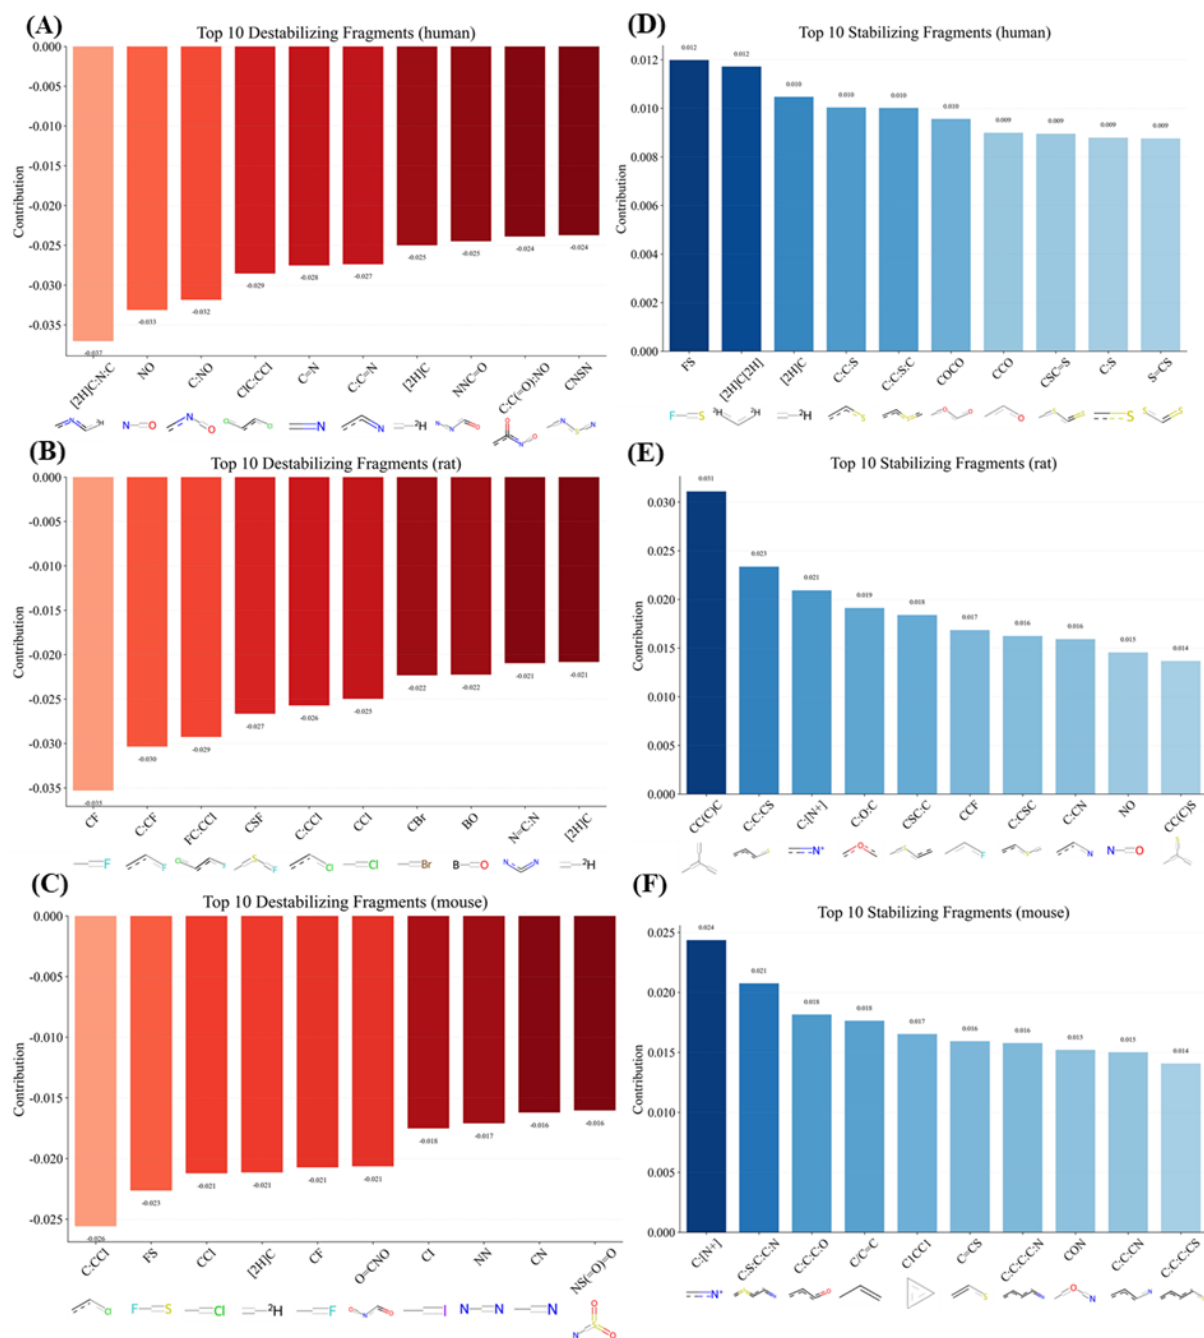 (A)
Top 10 Destabilizing Fragments (human)
0.000
-0.005
-0.010
-0.015
-0.020
-0.025
-0.030
-0.035
Contribution
-0.037
-0.033
-0.032
-0.029
-0.028
-0.027
-0.025
-0.025
-0.024
-0.024
[2H]C:N:C
NO
C:NO
ClC:CCl
C=N
C:C=N
[2H]C
NNC=O
C:C(=O):NO
CNSN
(D)
Top 10 Stabilizing Fragments (human)
0.012
0.010
0.008
0.006
0.004
0.002
0.000
Contribution
0.012
0.012
0.010
0.010
0.010
0.010
0.009
0.009
0.009
0.009
FS
[2H]C[2H]
[2H]C
C:C:S
C:C:S:C
COCO
CCO
CSC=S
C:S
S=CS
(B)
Top 10 Destabilizing Fragments (rat)
0.000
-0.005
-0.010
-0.015
-0.020
-0.025
-0.030
-0.035
Contribution
-0.035
-0.030
-0.029
-0.027
-0.026
-0.025
-0.022
-0.022
-0.021
-0.021
CF
C:CF
FC:CCl
CSF
C:CCl
CCl
CBr
BO
N=C:N
[2H]C
(E)
Top 10 Stabilizing Fragments (rat)
0.030
0.025
0.020
0.015
0.010
0.005
0.000
Contribution
0.031
0.023
0.021
0.019
0.018
0.017
0.016
0.016
0.015
0.014
CC(C)C
C:C:CS
C:[N+]
C:O:C
CSC:C
CCF
C:CSC
C:CN
NO
CC(C)S
(C)
Top 10 Destabilizing Fragments (mouse)
0.000
-0.005
-0.010
-0.015
-0.020
-0.025
Contribution
-0.026
-0.023
-0.021
-0.021
-0.021
-0.021
-0.018
-0.017
-0.016
-0.016
C:CCl
FS
CCl
[2H]C
CF
O=CNO
CI
NN
CN
NS(=O)=O
(F)
Top 10 Stabilizing Fragments (mouse)
0.025
0.020
0.015
0.010
0.005
0.000
Contribution
0.024
0.021
0.018
0.018
0.017
0.016
0.016
0.015
0.015
0.014
C:[N+]
C:S:C:C:N
C:C:C:O
C/C=C
C1CC1
C=CS
C:C:C:C:N
CON
C:C:CN
C:C:C:CS